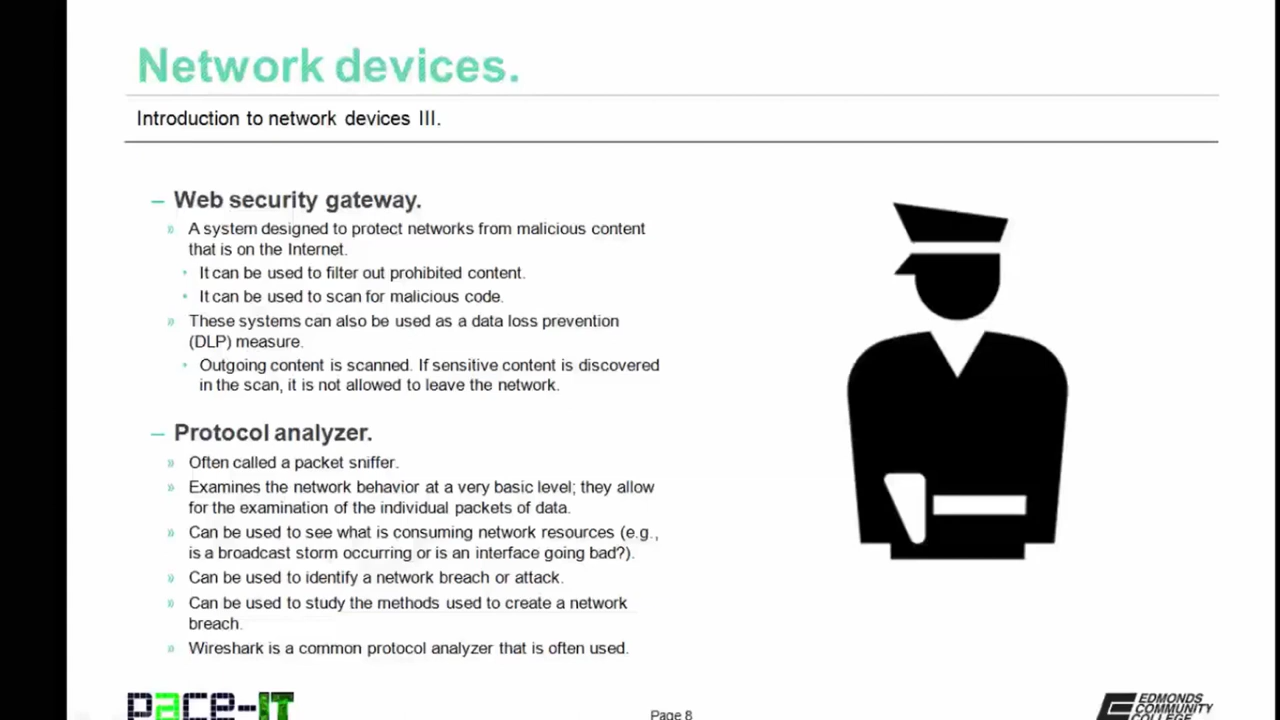 Network devices.
Introduction to network devices III.
– Web security gateway.
» A system designed to protect networks from malicious content
that is on the Internet.
• It can be used to filter out prohibited content.
• It can be used to scan for malicious code.
» These systems can also be used as a data loss prevention
(DLP) measure.
• Outgoing content is scanned. If sensitive content is discovered
in the scan, it is not allowed to leave the network.
– Protocol analyzer.
» Often called a packet sniffer.
» Examines the network behavior at a very basic level; they allow
for the examination of the individual packets of data.
» Can be used to see what is consuming network resources (e.g.,
is a broadcast storm occurring or is an interface going bad?).
» Can be used to identify a network breach or attack.
» Can be used to study the methods used to create a network
breach.
» Wireshark is a common protocol analyzer that is often used.
pace-IT
Page 8
EDMONDS
COMMUNITY
COLLEGE